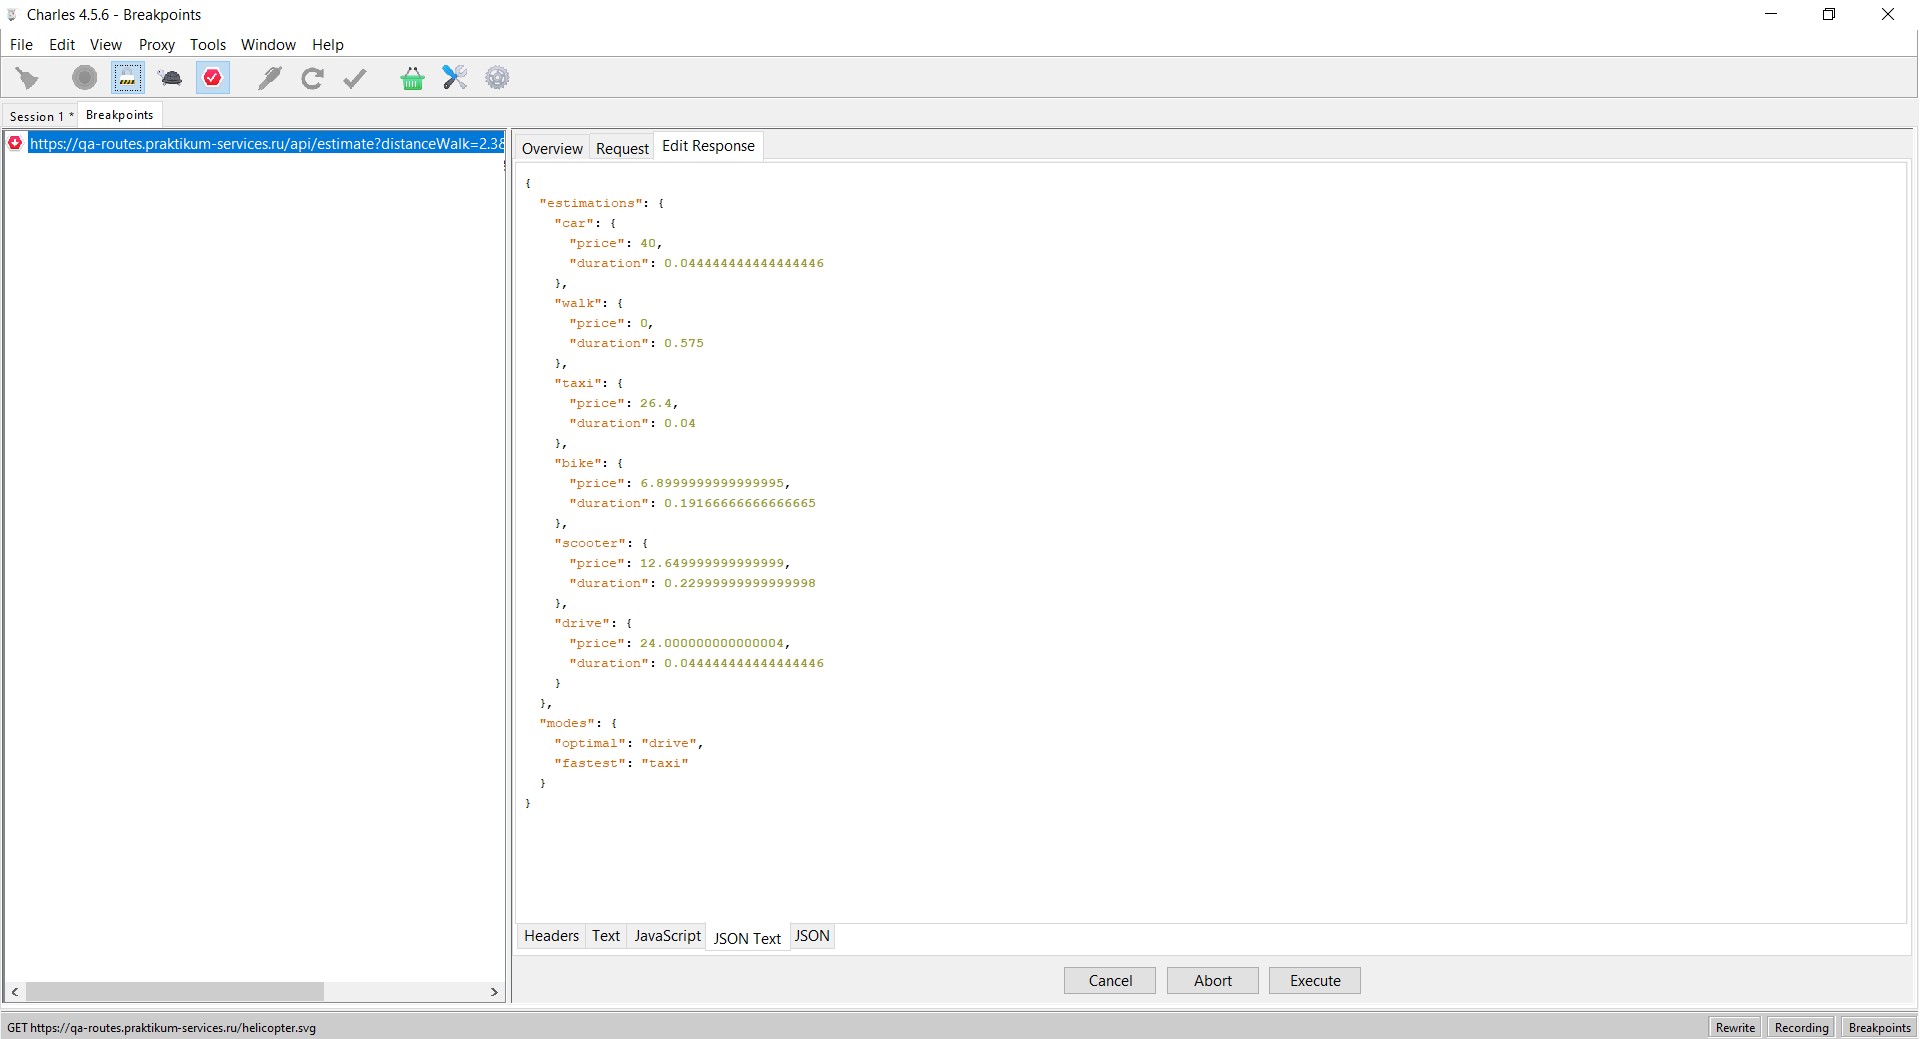 Charles 4.5.6 - Breakpoints
File Edit View Proxy Tools Window Help
Session 1 * Breakpoints
https://qa-routes.praktikum-services.ru/api/estimate?distanceWalk=2.3&
Overview Request Edit Response
{
"estimations": {
"car": {
"price": 40,
"duration": 0.044444444444444446
},
"walk": {
"price": 0,
"duration": 0.575
},
"taxi": {
"price": 26.4,
"duration": 0.04
},
"bike": {
"price": 6.8999999999999995,
"duration": 0.19166666666666665
},
"scooter": {
"price": 12.649999999999999,
"duration": 0.22999999999999998
},
"drive": {
"price": 24.000000000000004,
"duration": 0.044444444444444446
}
},
"modes": {
"optimal": "drive",
"fastest": "taxi"
}
}
Headers Text JavaScript JSON Text JSON
Cancel Abort Execute
GET https://qa-routes.praktikum-services.ru/helicopter.svg
Rewrite Recording Breakpoints